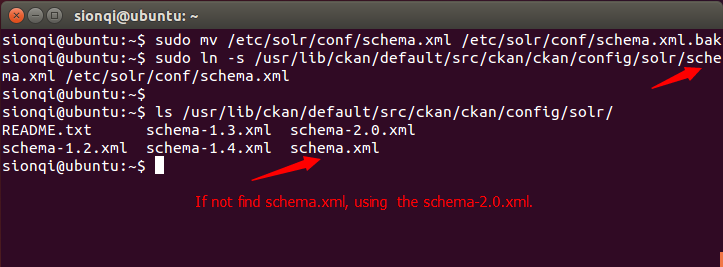 sionqi@ubuntu: ~
sionqi@ubuntu:~$ sudo mv /etc/solr/conf/schema.xml /etc/solr/conf/schema.xml.bak
sionqi@ubuntu:~$ sudo ln -s /usr/lib/ckan/default/src/ckan/ckan/config/solr/sche
ma.xml /etc/solr/conf/schema.xml
sionqi@ubuntu:~$
sionqi@ubuntu:~$ ls /usr/lib/ckan/default/src/ckan/ckan/config/solr/
README.txt      schema-1.3.xml  schema-2.0.xml
schema-1.2.xml  schema-1.4.xml  schema.xml
sionqi@ubuntu:~$
If not find schema.xml, using  the schema-2.0.xml.